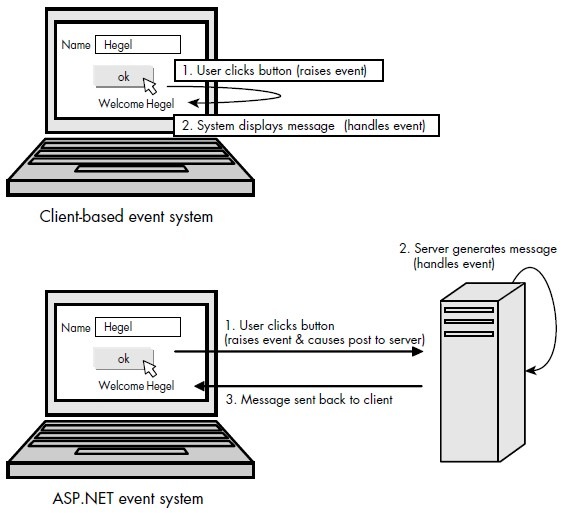 Name Hegel
ok
1. User clicks button (raises event)
Welcome Hegel
2. System displays message (handles event)
Client-based event system
2. Server generates message
(handles event)
Name Hegel
1. User clicks button
(raises event & causes post to server)
ok
Welcome Hegel
3. Message sent back to client
ASP.NET event system